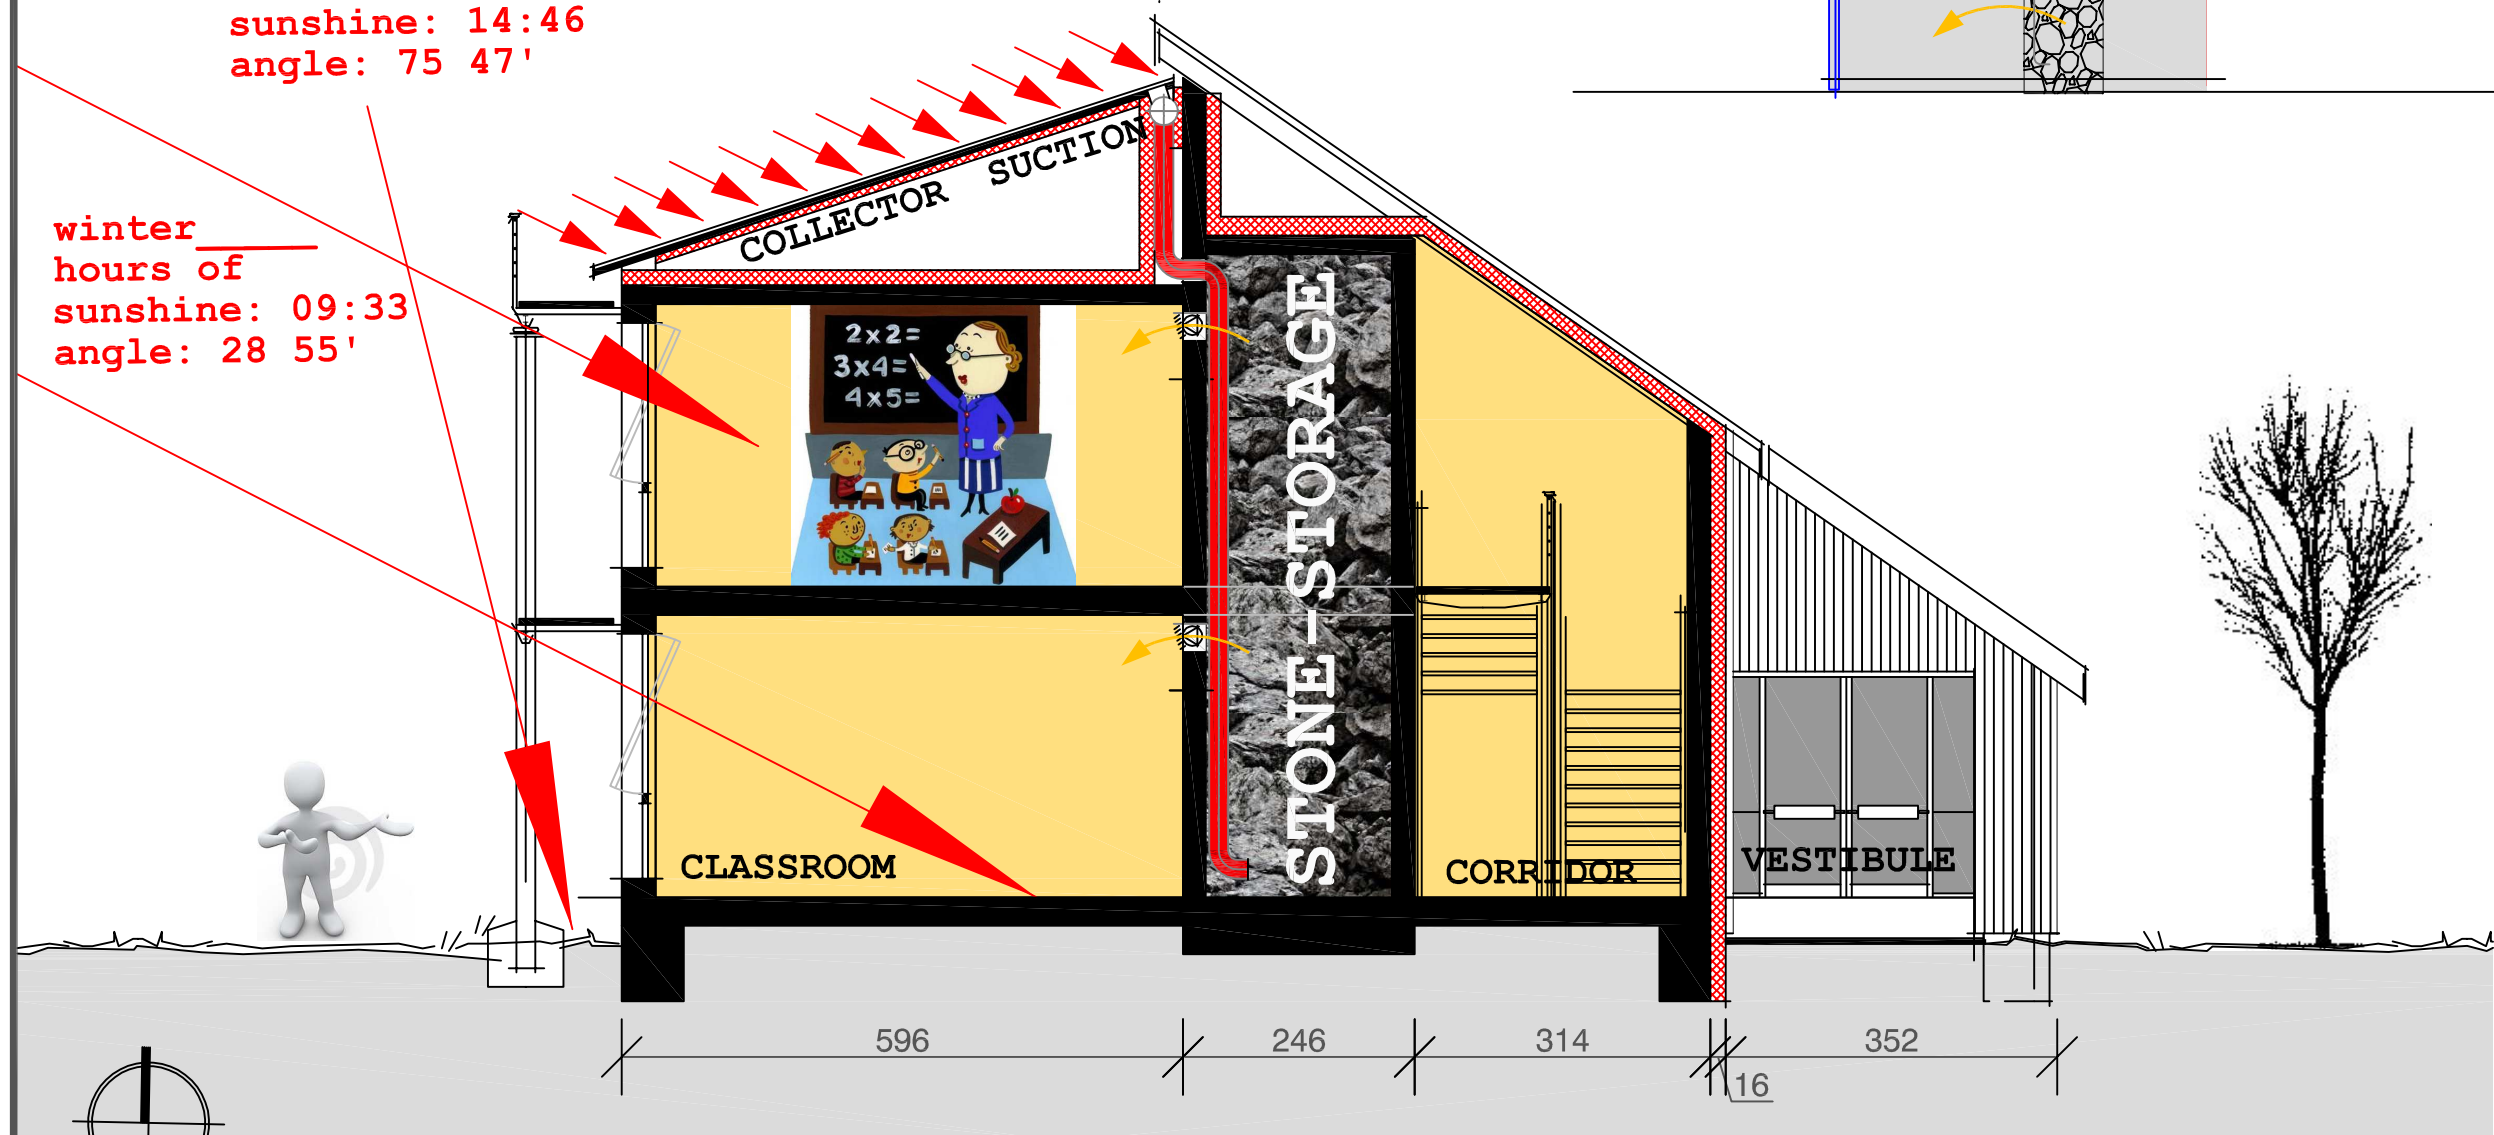 sunshine: 14:46
angle: 75 47'
winter
hours of
sunshine: 09:33
angle: 28 55'
COLLECTOR SUCTION
2x2=
3x4=
4x5=
STONE-STORAGE
CLASSROOM
CORRIDOR
VESTIBULE
596
246
314
352
16